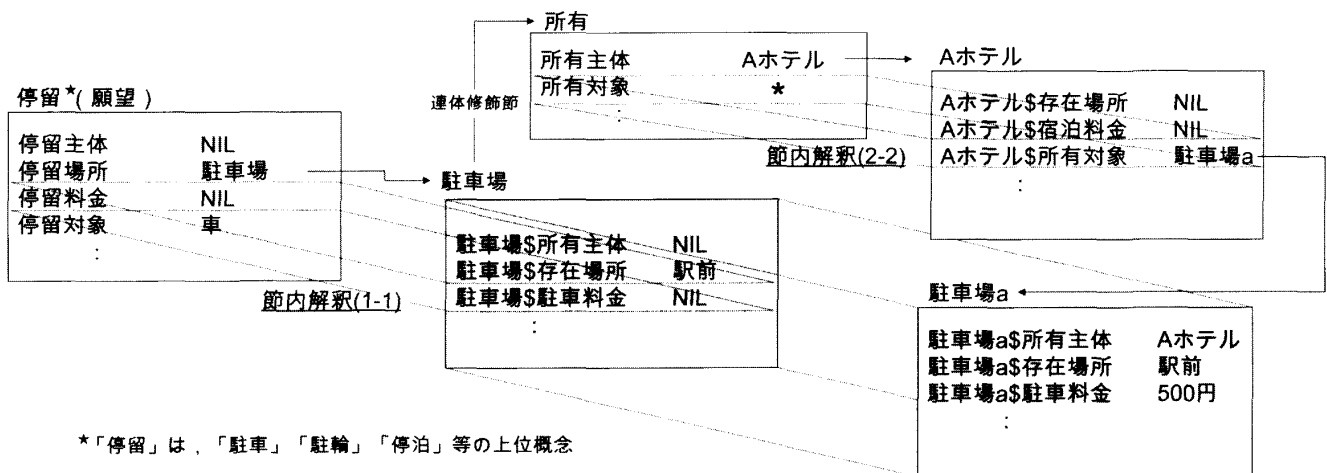 停留*(願望)
停留主体 NIL
停留場所 駐車場
停留料金 NIL
停留対象 車
:
節内解釈(1-1)
連体修飾節
所有
所有主体 Aホテル
所有対象 *
:
節内解釈(2-2)
駐車場
駐車場$所有主体 NIL
駐車場$存在場所 駅前
駐車場$駐車料金 NIL
:
Aホテル
Aホテル$存在場所 NIL
Aホテル$宿泊料金 NIL
Aホテル$所有対象 駐車場a
:
駐車場a
駐車場a$所有主体 Aホテル
駐車場a$存在場所 駅前
駐車場a$駐車料金 500円
:
*「停留」は，「駐車」「駐輪」「停泊」等の上位概念